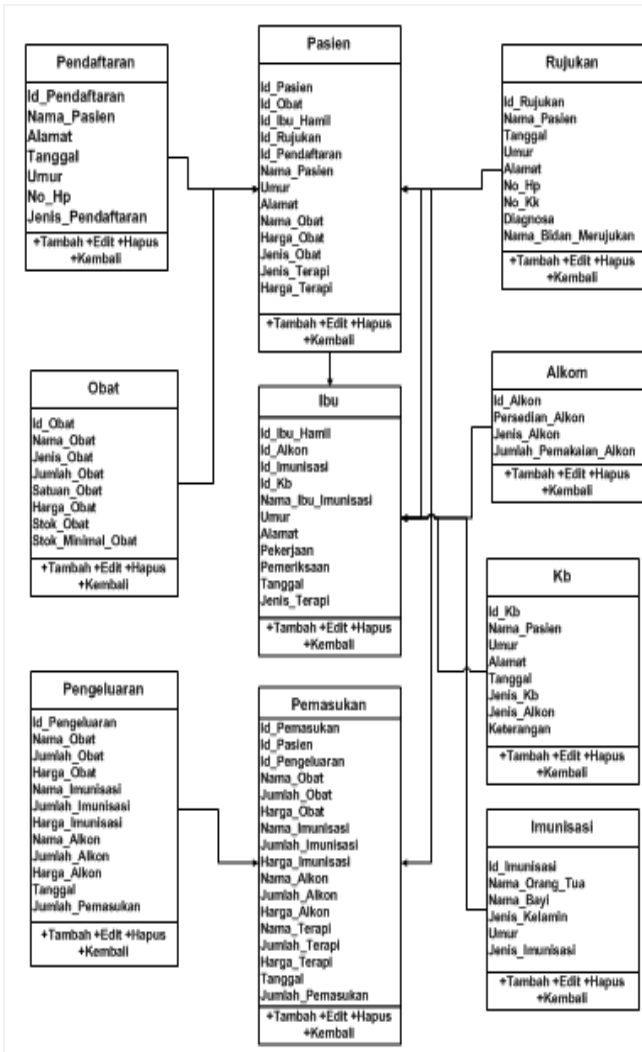 Pendaftaran
Id_Pendaftaran
Nama_Pasien
Alamat
Tanggal
Umur
No_Hp
Jenis_Pendaftaran
+Tambah +Edit +Hapus
+Kembali
Pasien
Id_Pasien
Id_Obat
Id_Ibu_Hamil
Id_Rujukan
Id_Pendaftaran
Nama_Pasien
Umur
Alamat
Nama_Obat
Harga_Obat
Jenis_Obat
Jenis_Terapi
Harga_Terapi
+Tambah +Edit +Hapus
+Kembali
Rujukan
Id_Rujukan
Nama_Pasien
Tanggal
Umur
Alamat
No_Hp
No_Kk
Diagnosa
Nama_Bidan_Merujukan
+Tambah +Edit +Hapus
+Kembali
Obat
Id_Obat
Nama_Obat
Jenis_Obat
Jumlah_Obat
Satuan_Obat
Harga_Obat
Stok_Obat
Stok_Minimal_Obat
+Tambah +Edit +Hapus
+Kembali
Ibu
Id_Ibu_Hamil
Id_Alkon
Id_Imunisasi
Id_Kb
Nama_Ibu_Imunisasi
Umur
Alamat
Pekerjaan
Pemeriksaan
Tanggal
Jenis_Terapi
+Tambah +Edit +Hapus
+Kembali
Alkom
Id_Alkon
Persedian_Alkon
Jenis_Alkon
Jumlah_Pemakaian_Alkon
+Tambah +Edit +Hapus
+Kembali
Kb
Id_Kb
Nama_Pasien
Umur
Alamat
Tanggal
Jenis_Kb
Jenis_Alkon
Keterangan
+Tambah +Edit +Hapus
+Kembali
Pengeluaran
Id_Pengeluaran
Nama_Obat
Jumlah_Obat
Harga_Obat
Nama_Imunisasi
Jumlah_Imunisasi
Harga_Imunisasi
Nama_Alkon
Jumlah_Alkon
Harga_Alkon
Tanggal
Jumlah_Pemasukan
+Tambah +Edit +Hapus
+Kembali
Pemasukan
Id_Pemasukan
Id_Pasien
Id_Pengeluaran
Nama_Obat
Jumlah_Obat
Harga_Obat
Nama_Imunisasi
Jumlah_Imunisasi
Harga_Imunisasi
Nama_Alkon
Jumlah_Alkon
Harga_Alkon
Nama_Terapi
Jumlah_Terapi
Harga_Terapi
Tanggal
Jumlah_Pemasukan
+Tambah +Edit +Hapus
+Kembali
Imunisasi
Id_Imunisasi
Nama_Orang_Tua
Nama_Bayi
Jenis_Kelamin
Umur
Jenis_Imunisasi
+Tambah +Edit +Hapus
+Kembali